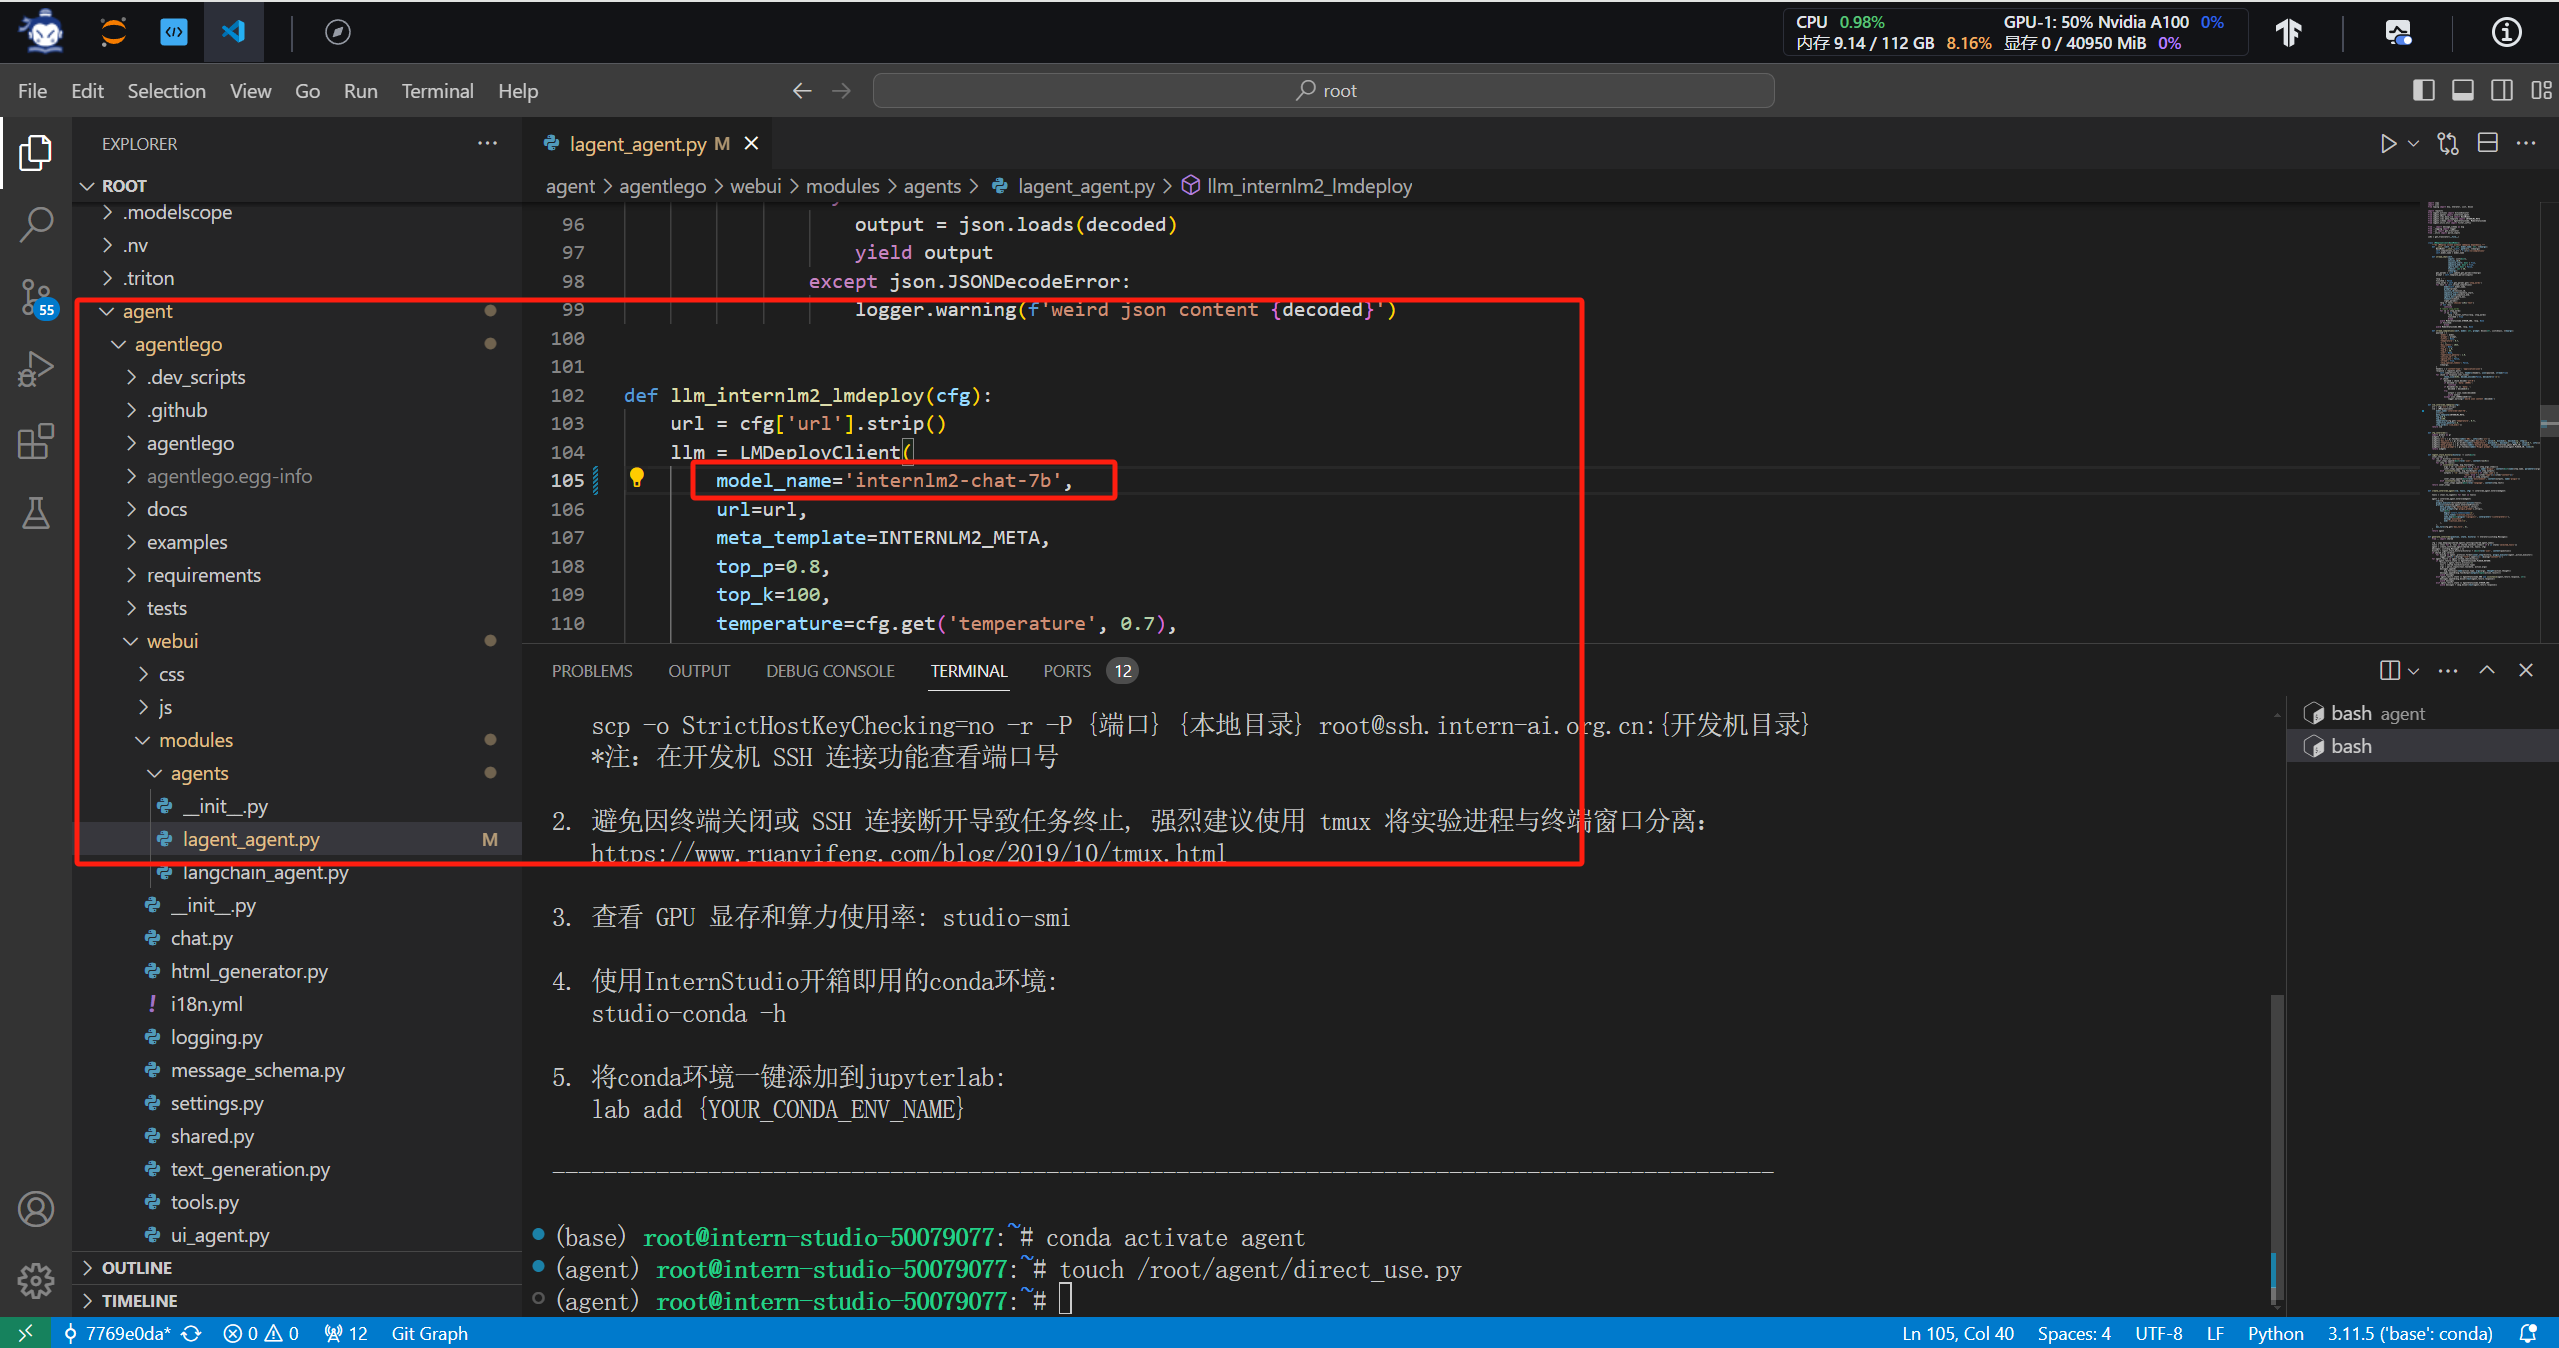 CPU 0.98%
内存 9.14 / 112 GB 8.16%
GPU-1: 50% Nvidia A100 0%
显存 0 / 40950 MiB 0%
File Edit Selection View Go Run Terminal Help
root
EXPLORER
ROOT
.modelscope
.nv
.triton
agent
agentlego
.dev_scripts
.github
agentlego
agentlego.egg-info
docs
examples
requirements
tests
webui
css
js
modules
agents
__init__.py
lagent_agent.py M
langchain_agent.py
__init__.py
chat.py
html_generator.py
i18n.yml
logging.py
message_schema.py
settings.py
shared.py
text_generation.py
tools.py
ui_agent.py
OUTLINE
TIMELINE
55
lagent_agent.py M
agent > agentlego > webui > modules > agents > lagent_agent.py > llm_internlm2_lmdeploy
96 output = json.loads(decoded)
97 yield output
98 except json.JSONDecodeError:
99 logger.warning(f'weird json content {decoded}')
100
101
102 def llm_internlm2_lmdeploy(cfg):
103 url = cfg['url'].strip()
104 llm = LMDeployClient(
105 model_name='internlm2-chat-7b',
106 url=url,
107 meta_template=INTERNLM2_META,
108 top_p=0.8,
109 top_k=100,
110 temperature=cfg.get('temperature', 0.7),
PROBLEMS OUTPUT DEBUG CONSOLE TERMINAL PORTS 12
scp -o StrictHostKeyChecking=no -r -P {端口} {本地目录} root@ssh.intern-ai.org.cn:{开发机目录}
*注: 在开发机 SSH 连接功能查看端口号
2. 避免因终端关闭或 SSH 连接断开导致任务终止, 强烈建议使用 tmux 将实验进程与终端窗口分离:
https://www.ruanyifeng.com/blog/2019/10/tmux.html
3. 查看 GPU 显存和算力使用率: studio-smi
4. 使用InternStudio开箱即用的conda环境:
studio-conda -h
5. 将conda环境一键添加到jupyterlab:
lab add {YOUR_CONDA_ENV_NAME}
(base) root@intern-studio-50079077:~# conda activate agent
(agent) root@intern-studio-50079077:~# touch /root/agent/direct_use.py
(agent) root@intern-studio-50079077:~#
bash agent
bash
7769e0da* 0 0 12 Git Graph
Ln 105, Col 40 Spaces: 4 UTF-8 LF Python 3.11.5 ('base': conda)